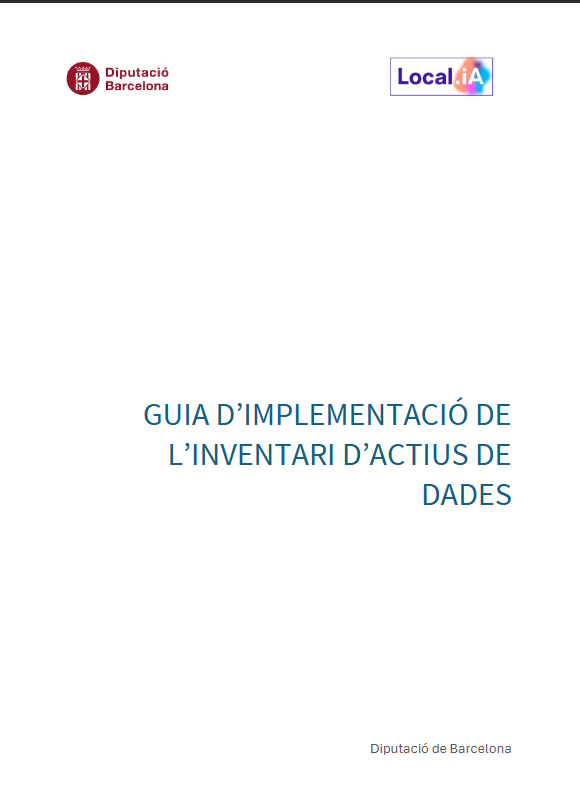 Diputació
Barcelona
Local.iA
GUIA D’IMPLEMENTACIÓ DE
L’INVENTARI D’ACTIUS DE
DADES
Diputació de Barcelona